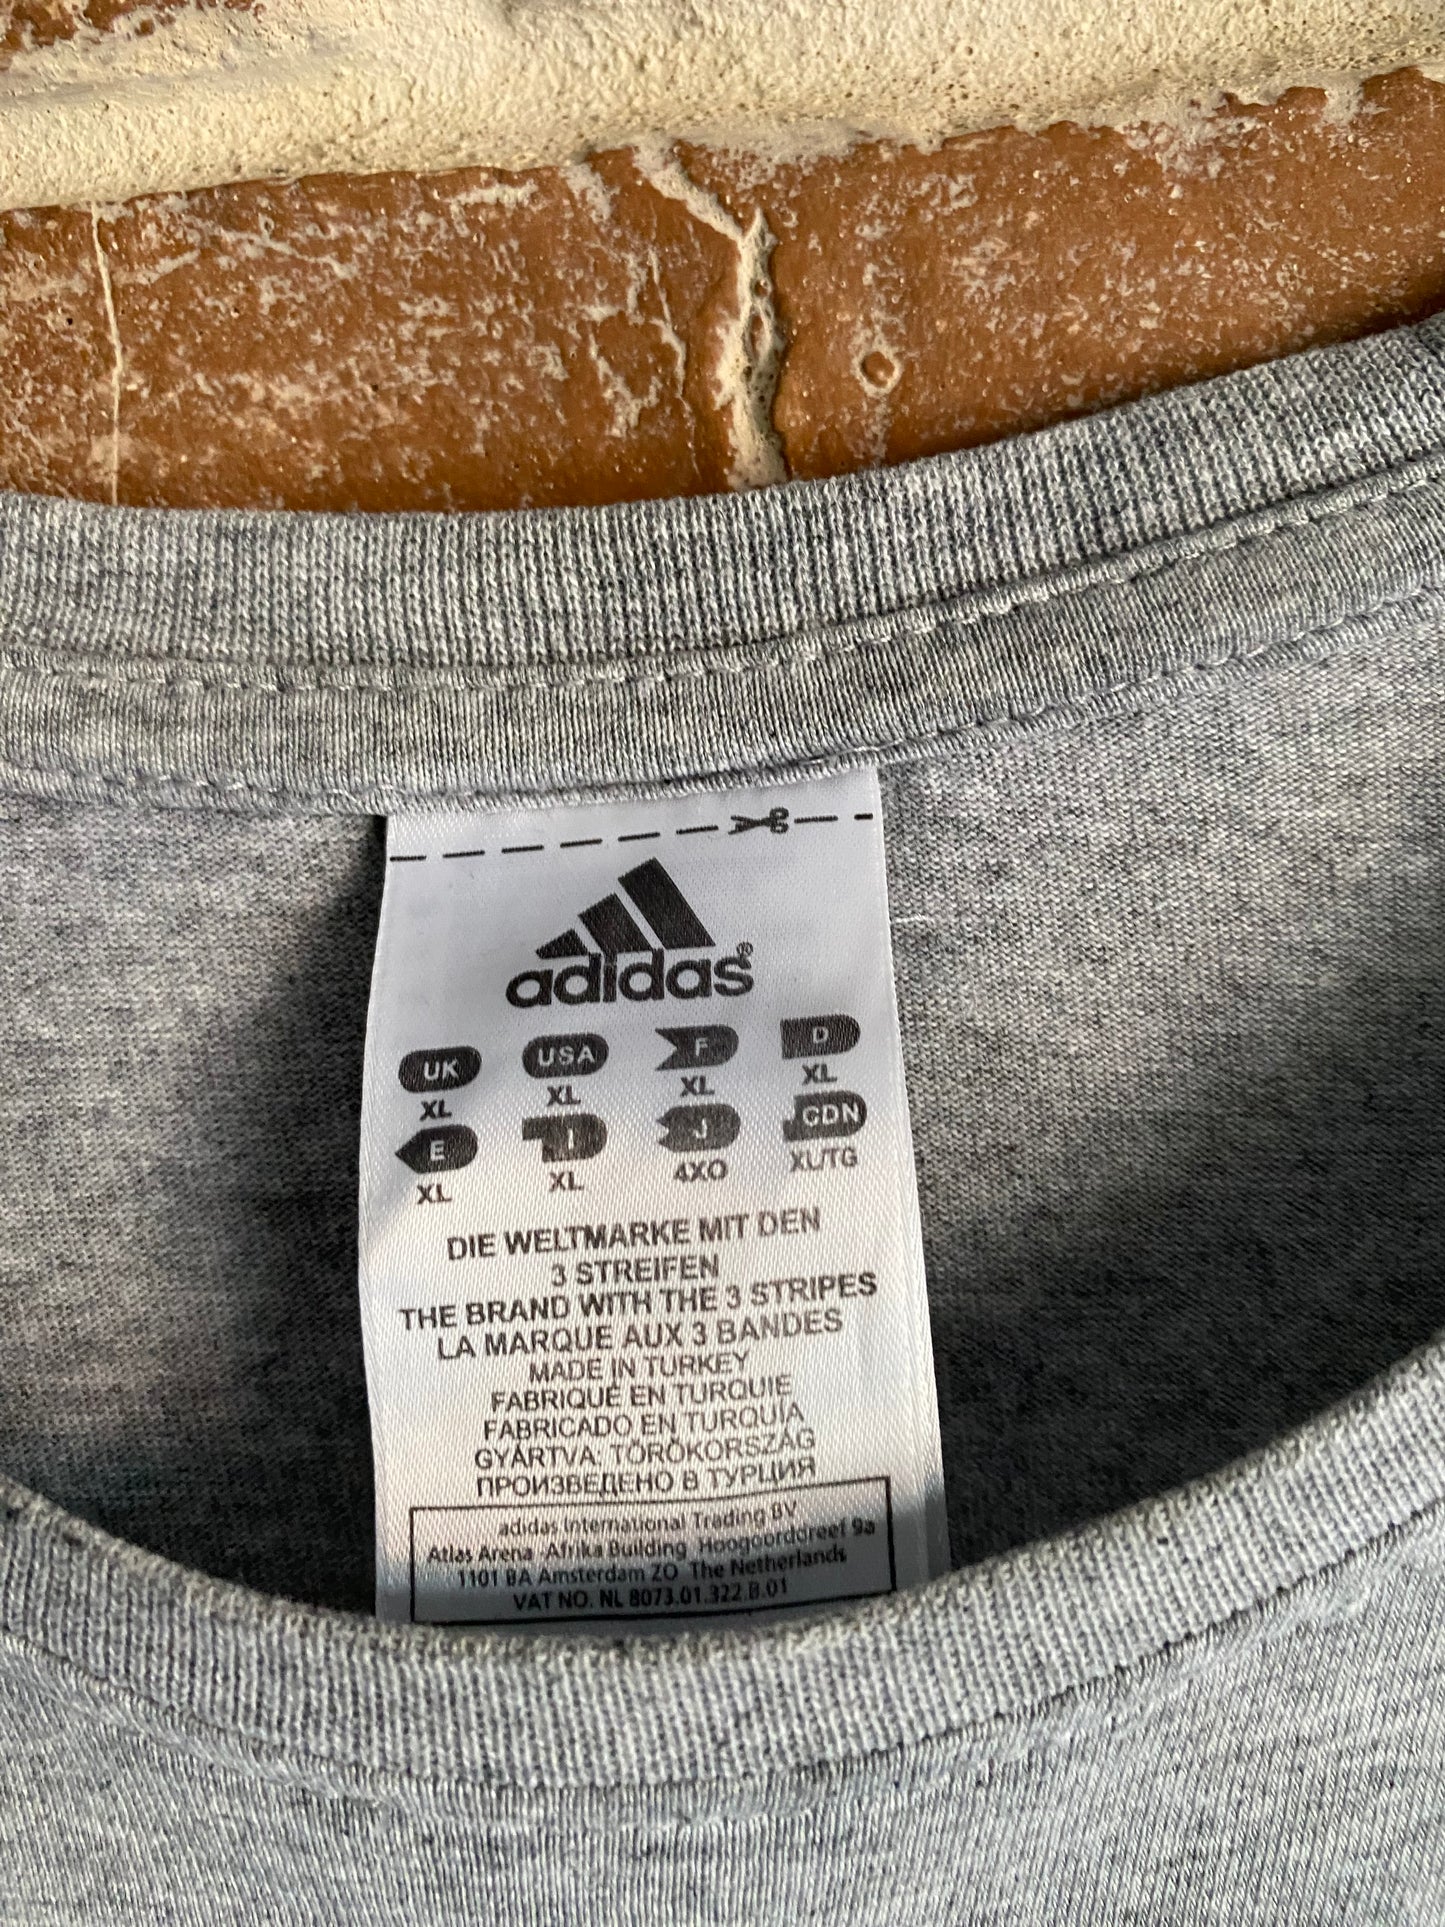 adidas®
UK USA F D
XL XL XL XL
E I J CDN
XL XL 4XO XL/TG
DIE WELTMARKE MIT DEN
3 STREIFEN
THE BRAND WITH THE 3 STRIPES
LA MARQUE AUX 3 BANDES
MADE IN TURKEY
FABRIQUÉ EN TURQUIE
FABRICADO EN TURQUÍA
GYÁRTVA: TÖRÖKORSZÁG
ПРОИЗВЕДЕНО В ТУРЦИЯ
adidas International Trading BV
Atlas Arena Afrika Building Hoogoorddreef 9a
1101 BA Amsterdam ZO The Netherlands
VAT NO. NL 8073.01.322.B.01